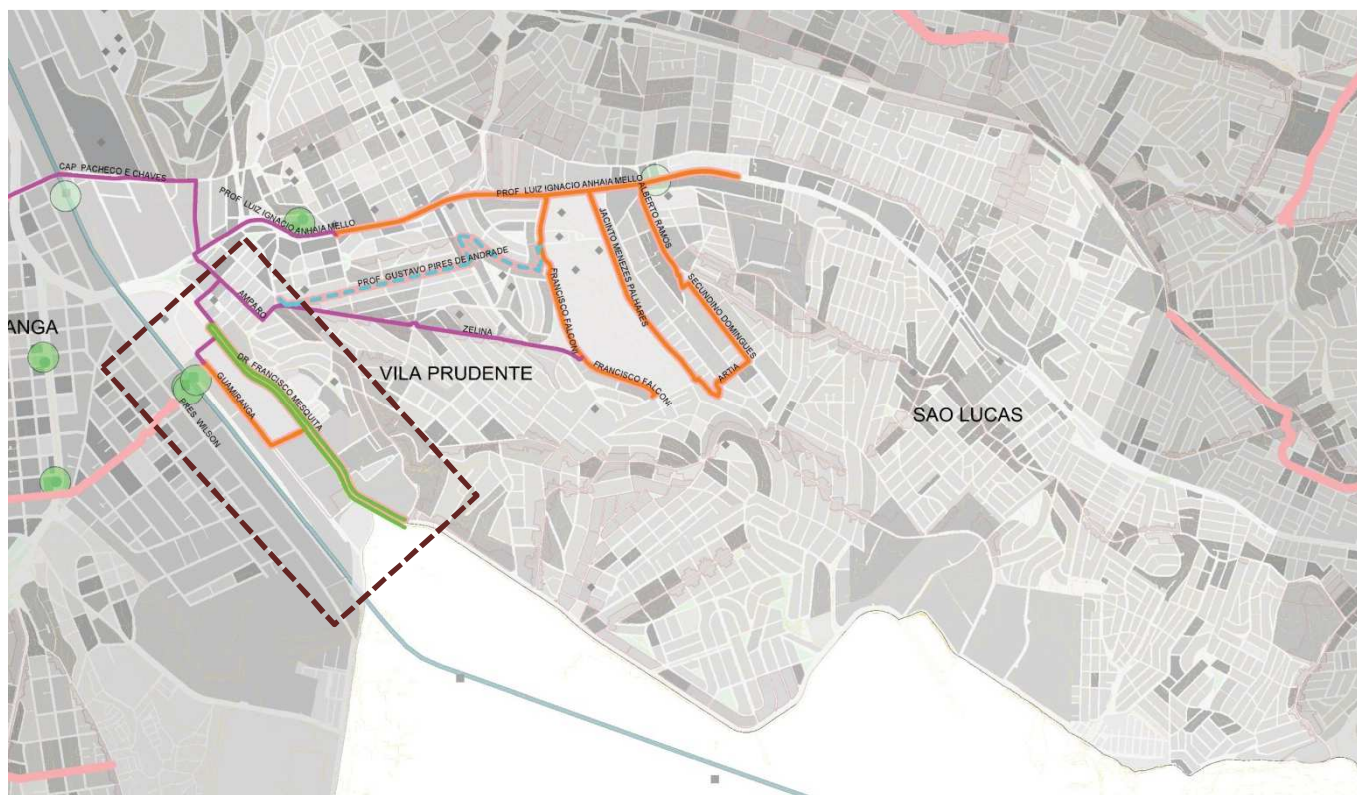 CAP. PACHECO E CHAVES
PROF. LUIZ IGNACIO ANHAIA MELLO
PROF. LUIZ IGNACIO ANHAIA MELLO
ALBERTO RAMOS
JACINTO MENEZES PALHARES
PROF. GUSTAVO PIRES DE ANDRADE
SECUNDINO DOMINGUES
FRANCISCO FALCONI
AMPARO
ZELINA
ANGA
VILA PRUDENTE
DR. FRANCISCO MESQUITA
GUAMIRANGA
FRANCISCO FALCONI
ARTIA
PRES. WILSON
SAO LUCAS